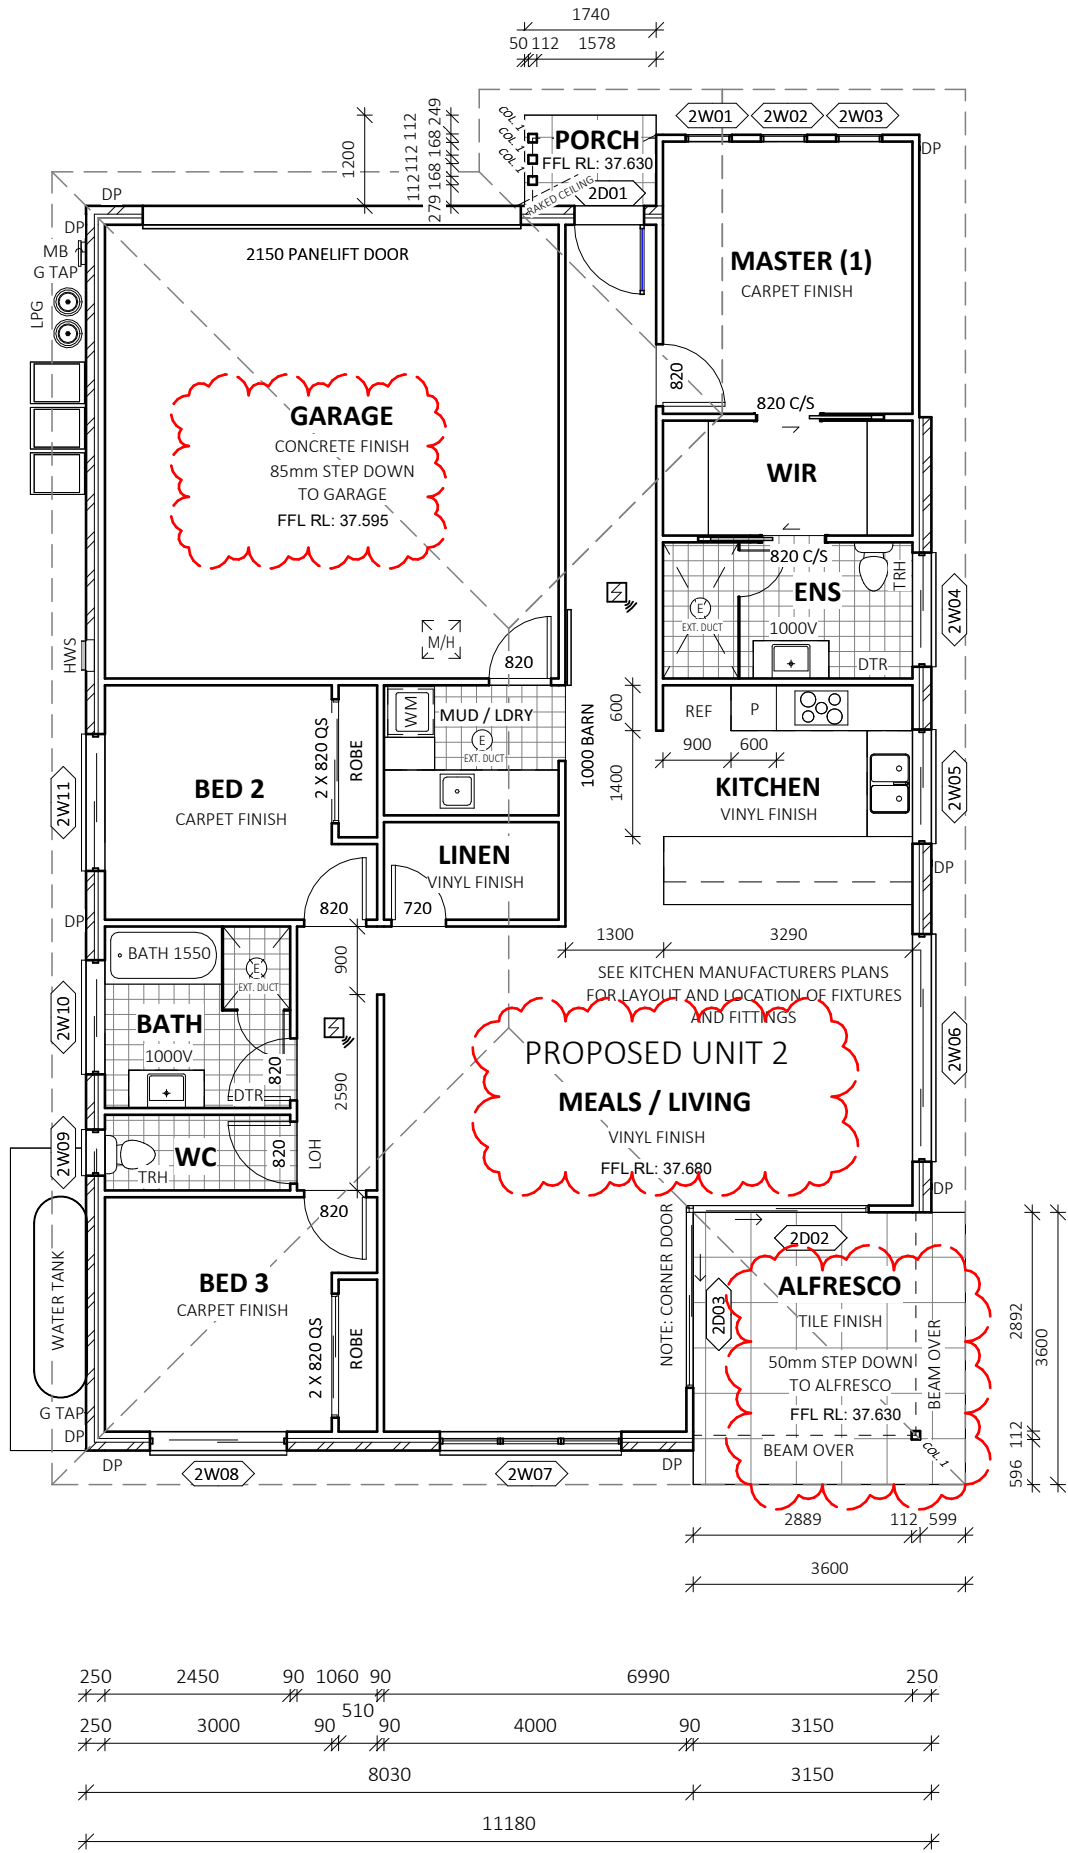 1740
50 112 1578
1200
279 168 168 249
112 112 112
COL 1
COL 1
COL 1
PORCH
FFL RL: 37.630
RAKED CEILING
2D01
2W01 2W02 2W03
DP
DP
DP
MB
G TAP
LPG
2150 PANELIFT DOOR
MASTER (1)
CARPET FINISH
820
820 C/S
GARAGE
CONCRETE FINISH
85mm STEP DOWN
TO GARAGE
FFL RL: 37.595
WIR
820 C/S
ENS
TRH
E
EXT. DUCT
1000V
DTR
2W04
HWS
M/H
820
WM
MUD / LDRY
E
EXT. DUCT
1000 BARN
600
1400
REF
P
900 600
KITCHEN
VINYL FINISH
2W05
DP
2W11
BED 2
CARPET FINISH
2 X 820 QS
ROBE
LINEN
VINYL FINISH
820
720
DP
1300 3290
SEE KITCHEN MANUFACTURERS PLANS
FOR LAYOUT AND LOCATION OF FIXTURES
AND FITTINGS
BATH 1550
E
EXT. DUCT
900
2W10
BATH
1000V
820
DTR
2590
PROPOSED UNIT 2
MEALS / LIVING
VINYL FINISH
FFL RL: 37.680
2W06
2W09
WC
TRH
820
LOH
820
DP
WATER TANK
BED 3
CARPET FINISH
2 X 820 QS
ROBE
NOTE: CORNER DOOR
2D02
2D03
ALFRESCO
TILE FINISH
50mm STEP DOWN
TO ALFRESCO
FFL RL: 37.630
BEAM OVER
BEAM OVER
COL 1
2892
3600
112
596
G TAP
DP
DP
2W08
2W07
DP
2889 112 599
3600
250 2450 90 1060 90 6990 250
250 3000 90 510 90 4000 90 3150
8030 3150
11180